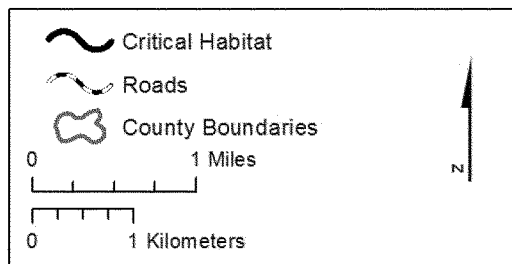 Critical Habitat
Roads
County Boundaries
0 1 Miles
0 1 Kilometers
N